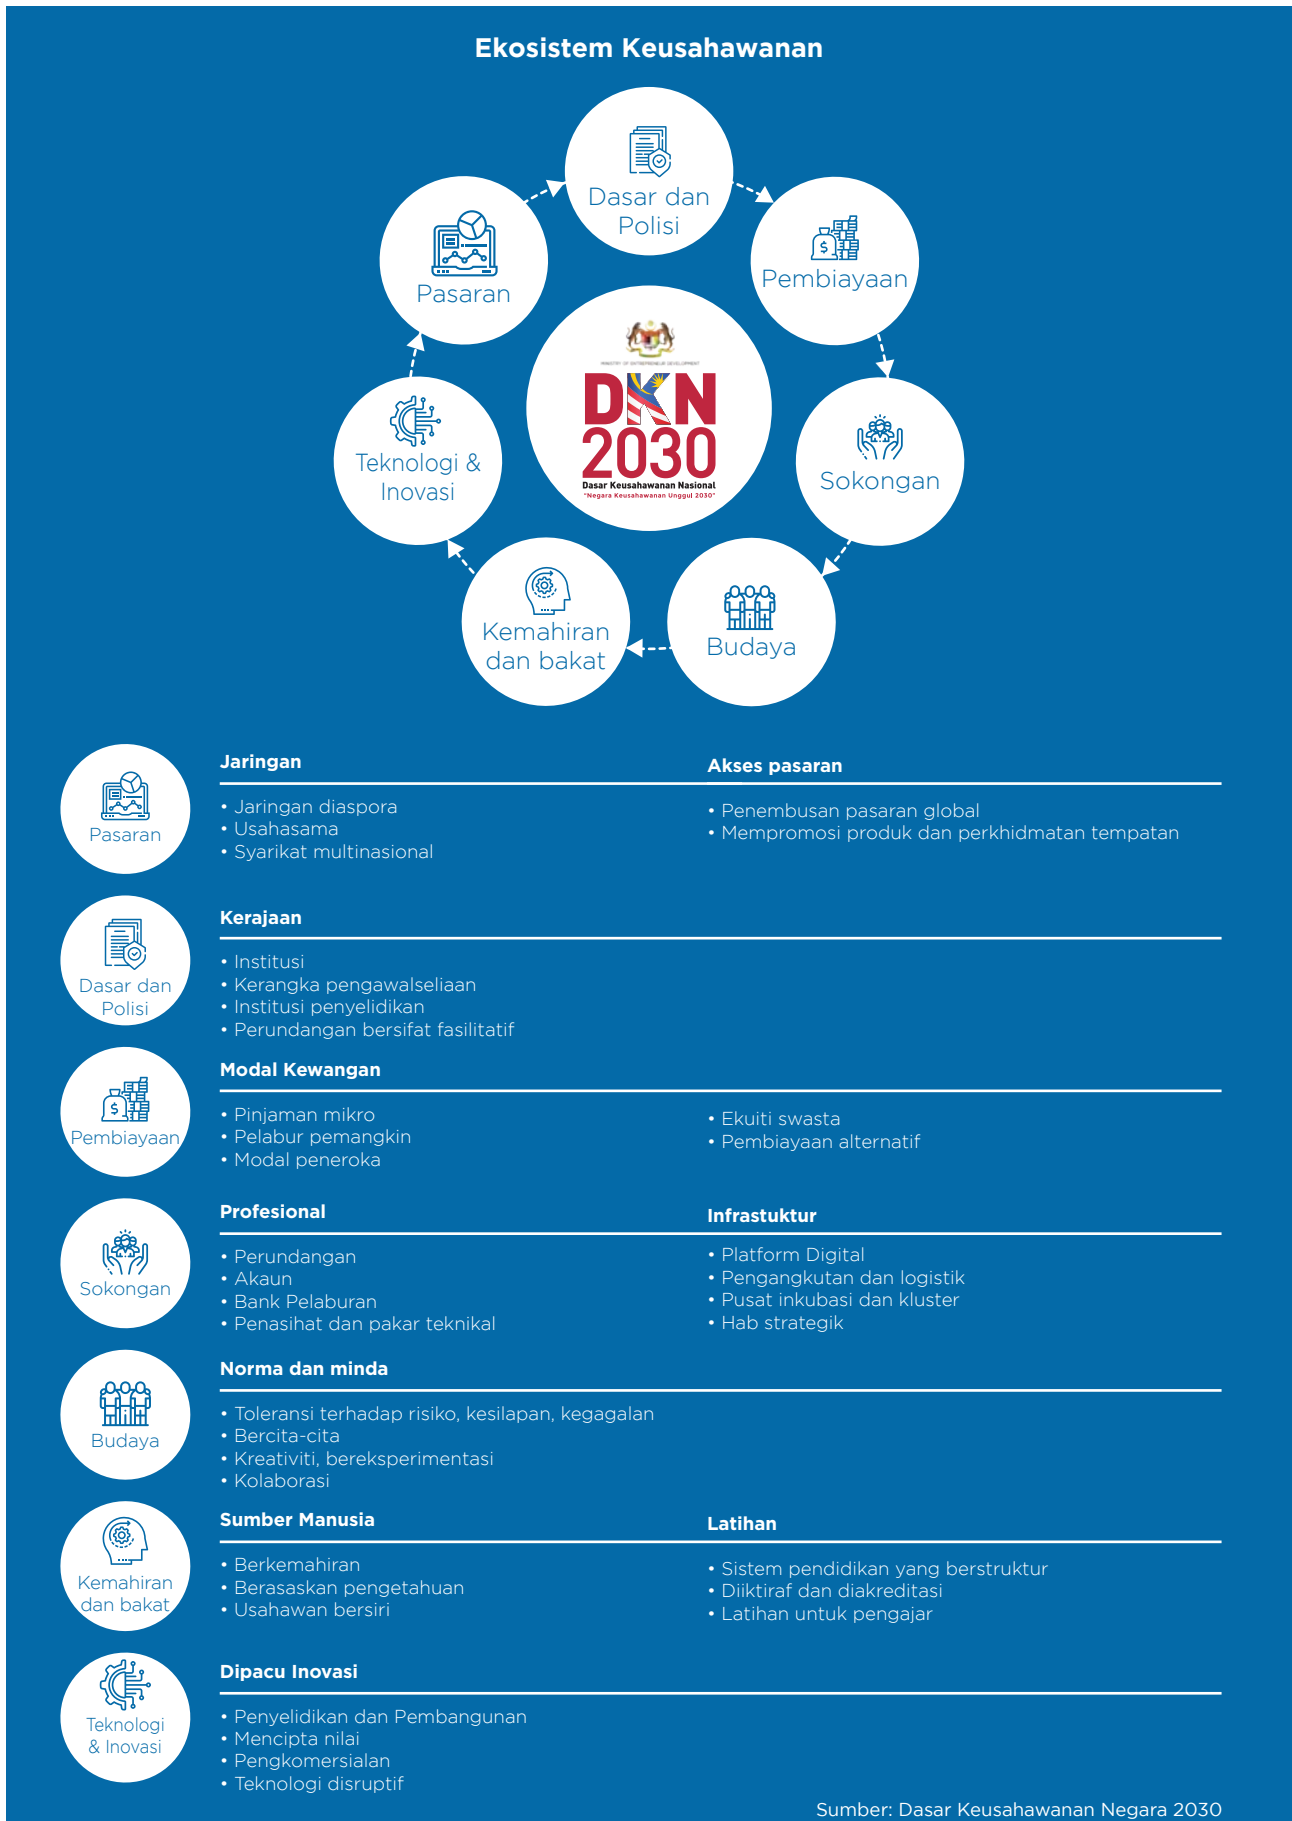 Ekosistem Keusahawanan
Dasar dan
Polisi
Pembiayaan
Sokongan
Budaya
Kemahiran
dan bakat
Teknologi &
Inovasi
Pasaran
MINISTRY OF ENTREPRENEUR DEVELOPMENT
DKN
2030
Dasar Keusahawanan Nasional
"Negara Keusahawanan Unggul 2030"
Pasaran
Jaringan
• Jaringan diaspora
• Usahasama
• Syarikat multinasional
Akses pasaran
• Penembusan pasaran global
• Mempromosi produk dan perkhidmatan tempatan
Dasar dan
Polisi
Kerajaan
• Institusi
• Kerangka pengawalseliaan
• Institusi penyelidikan
• Perundangan bersifat fasilitatif
Pembiayaan
Modal Kewangan
• Pinjaman mikro
• Pelabur pemangkin
• Modal peneroka
• Ekuiti swasta
• Pembiayaan alternatif
Sokongan
Profesional
• Perundangan
• Akaun
• Bank Pelaburan
• Penasihat dan pakar teknikal
Infrastuktur
• Platform Digital
• Pengangkutan dan logistik
• Pusat inkubasi dan kluster
• Hab strategik
Budaya
Norma dan minda
• Toleransi terhadap risiko, kesilapan, kegagalan
• Bercita-cita
• Kreativiti, bereksperimentasi
• Kolaborasi
Kemahiran
dan bakat
Sumber Manusia
• Berkemahiran
• Berasaskan pengetahuan
• Usahawan bersiri
Latihan
• Sistem pendidikan yang berstruktur
• Diiktiraf dan diakreditasi
• Latihan untuk pengajar
Teknologi
& Inovasi
Dipacu Inovasi
• Penyelidikan dan Pembangunan
• Mencipta nilai
• Pengkomersialan
• Teknologi disruptif
Sumber: Dasar Keusahawanan Negara 2030